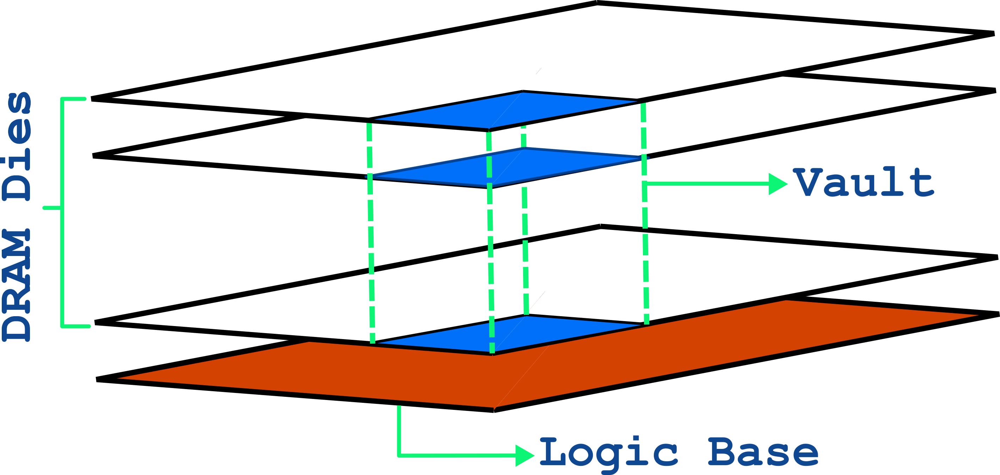 DRAM Dies
Vault
Logic Base